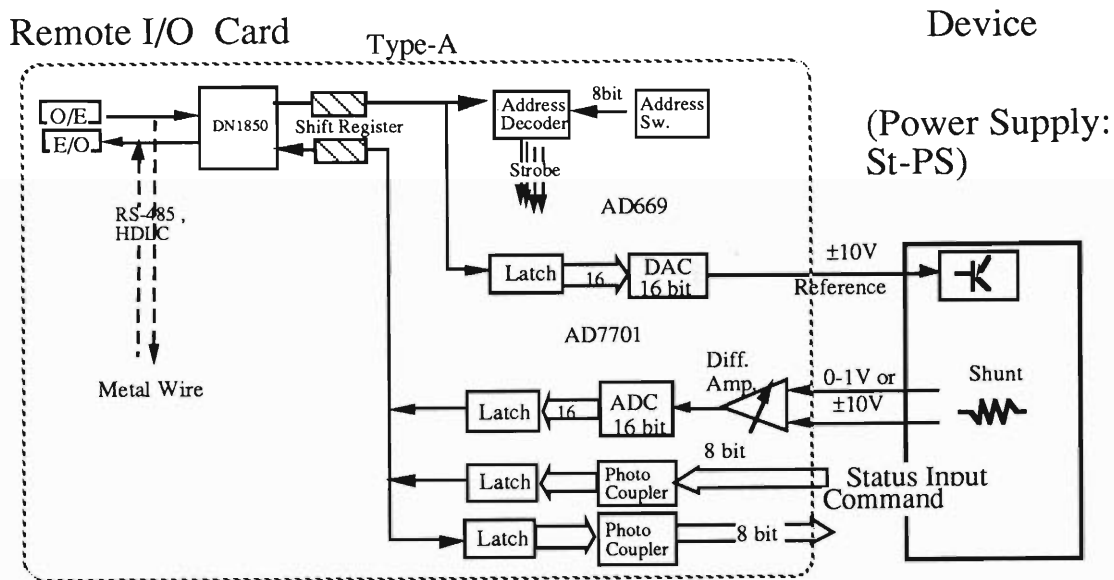 Remote I/O Card
Type-A
Device
O/E
E/O
DN1850
Shift Register
Address
Decoder
8bit
Address
Sw.
(Power Supply:
St-PS)
Strobe
RS-485 ,
HDLC
AD669
Latch
16
DAC
16 bit
±10V
Reference
AD7701
Metal Wire
Diff.
Amp.
Latch
16
ADC
16 bit
0-1V or
±10V
Shunt
Latch
Photo
Coupler
8 bit
Status Input
Command
Latch
Photo
Coupler
8 bit